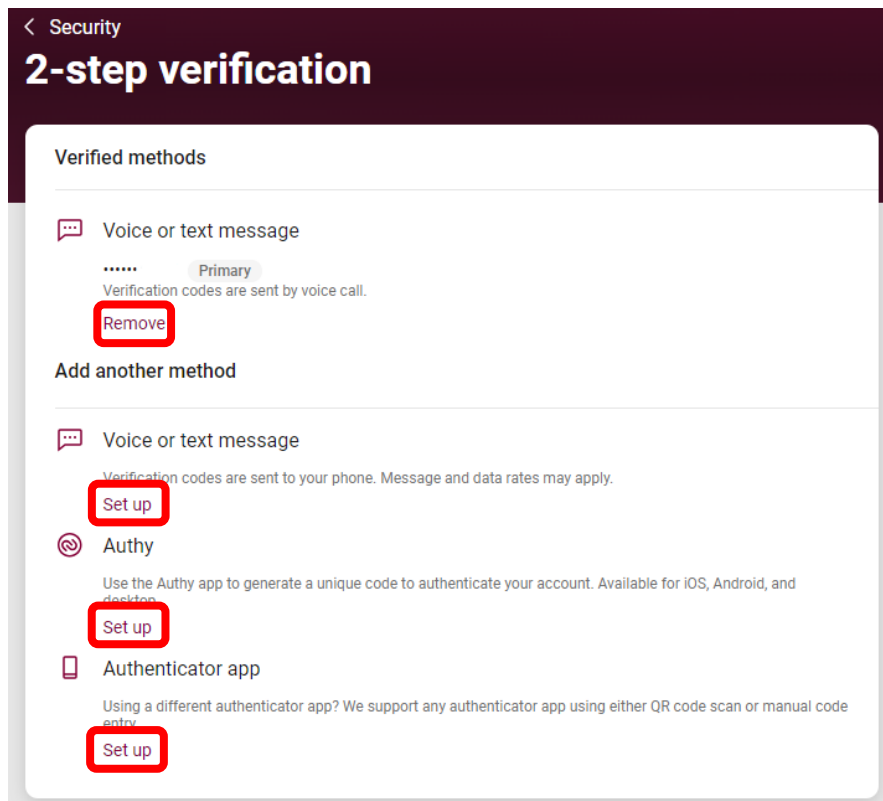 Security
2-step verification
Verified methods
Voice or text message
•••••• Primary
Verification codes are sent by voice call.
Remove
Add another method
Voice or text message
Verification codes are sent to your phone. Message and data rates may apply.
Set up
Authy
Use the Authy app to generate a unique code to authenticate your account. Available for iOS, Android, and
desktop.
Set up
Authenticator app
Using a different authenticator app? We support any authenticator app using either QR code scan or manual code
entry.
Set up